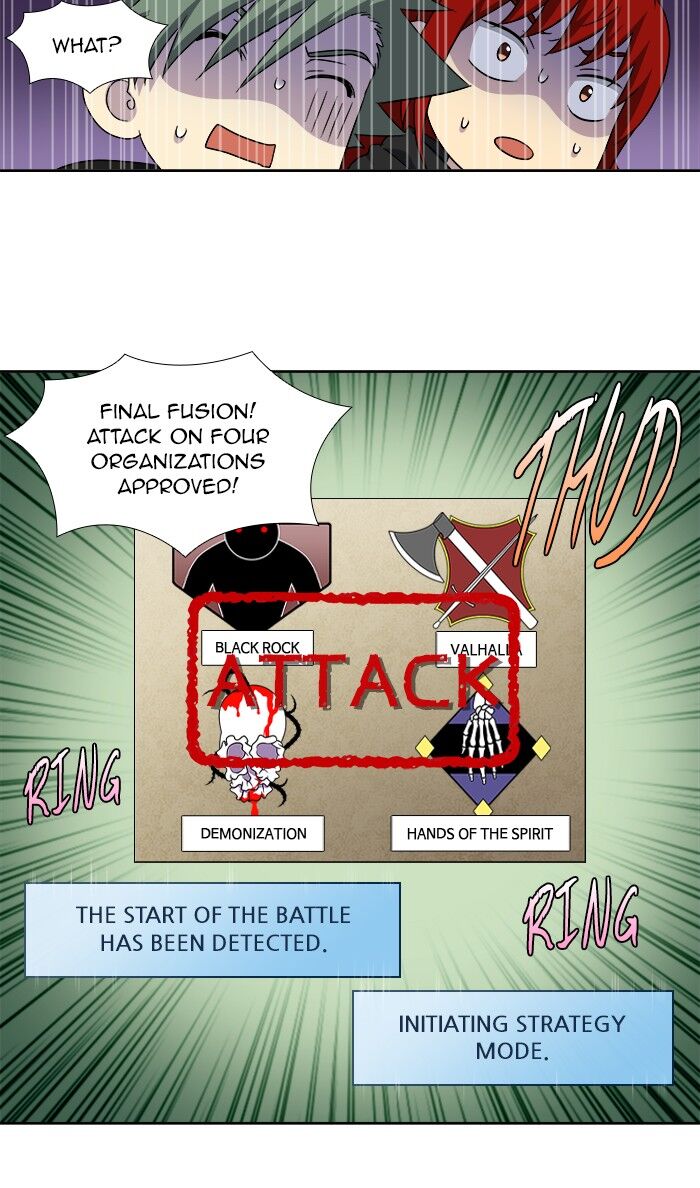 WHAT?
FINAL FUSION!
ATTACK ON FOUR
ORGANIZATIONS
APPROVED!
THUD
BLACK ROCK
VALHALLA
ATTACK
RING
DEMONIZATION
HANDS OF THE SPIRIT
THE START OF THE BATTLE
HAS BEEN DETECTED.
RING
INITIATING STRATEGY
MODE.